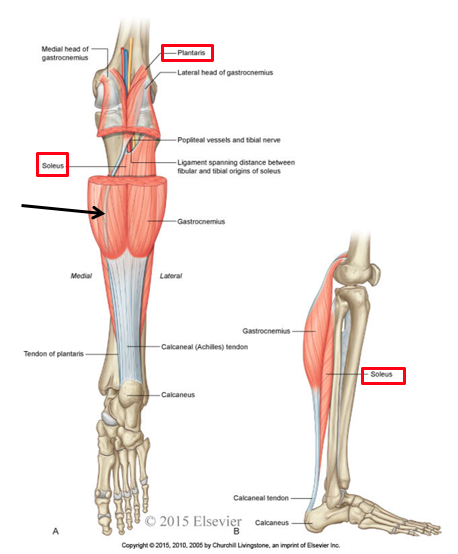 Medial head of
gastrocnemius
Plantaris
Lateral head of gastrocnemius
Popliteal vessels and tibial nerve
Soleus
Ligament spanning distance between
fibular and tibial origins of soleus
Gastrocnemius
Medial
Lateral
Tendon of plantaris
Calcaneal (Achilles) tendon
Calcaneus
Gastrocnemius
Soleus
Calcaneal tendon
Calcaneus
A
© 2015 Elsevier
B
Copyright © 2015, 2010, 2005 by Churchill Livingstone, an imprint of Elsevier Inc.